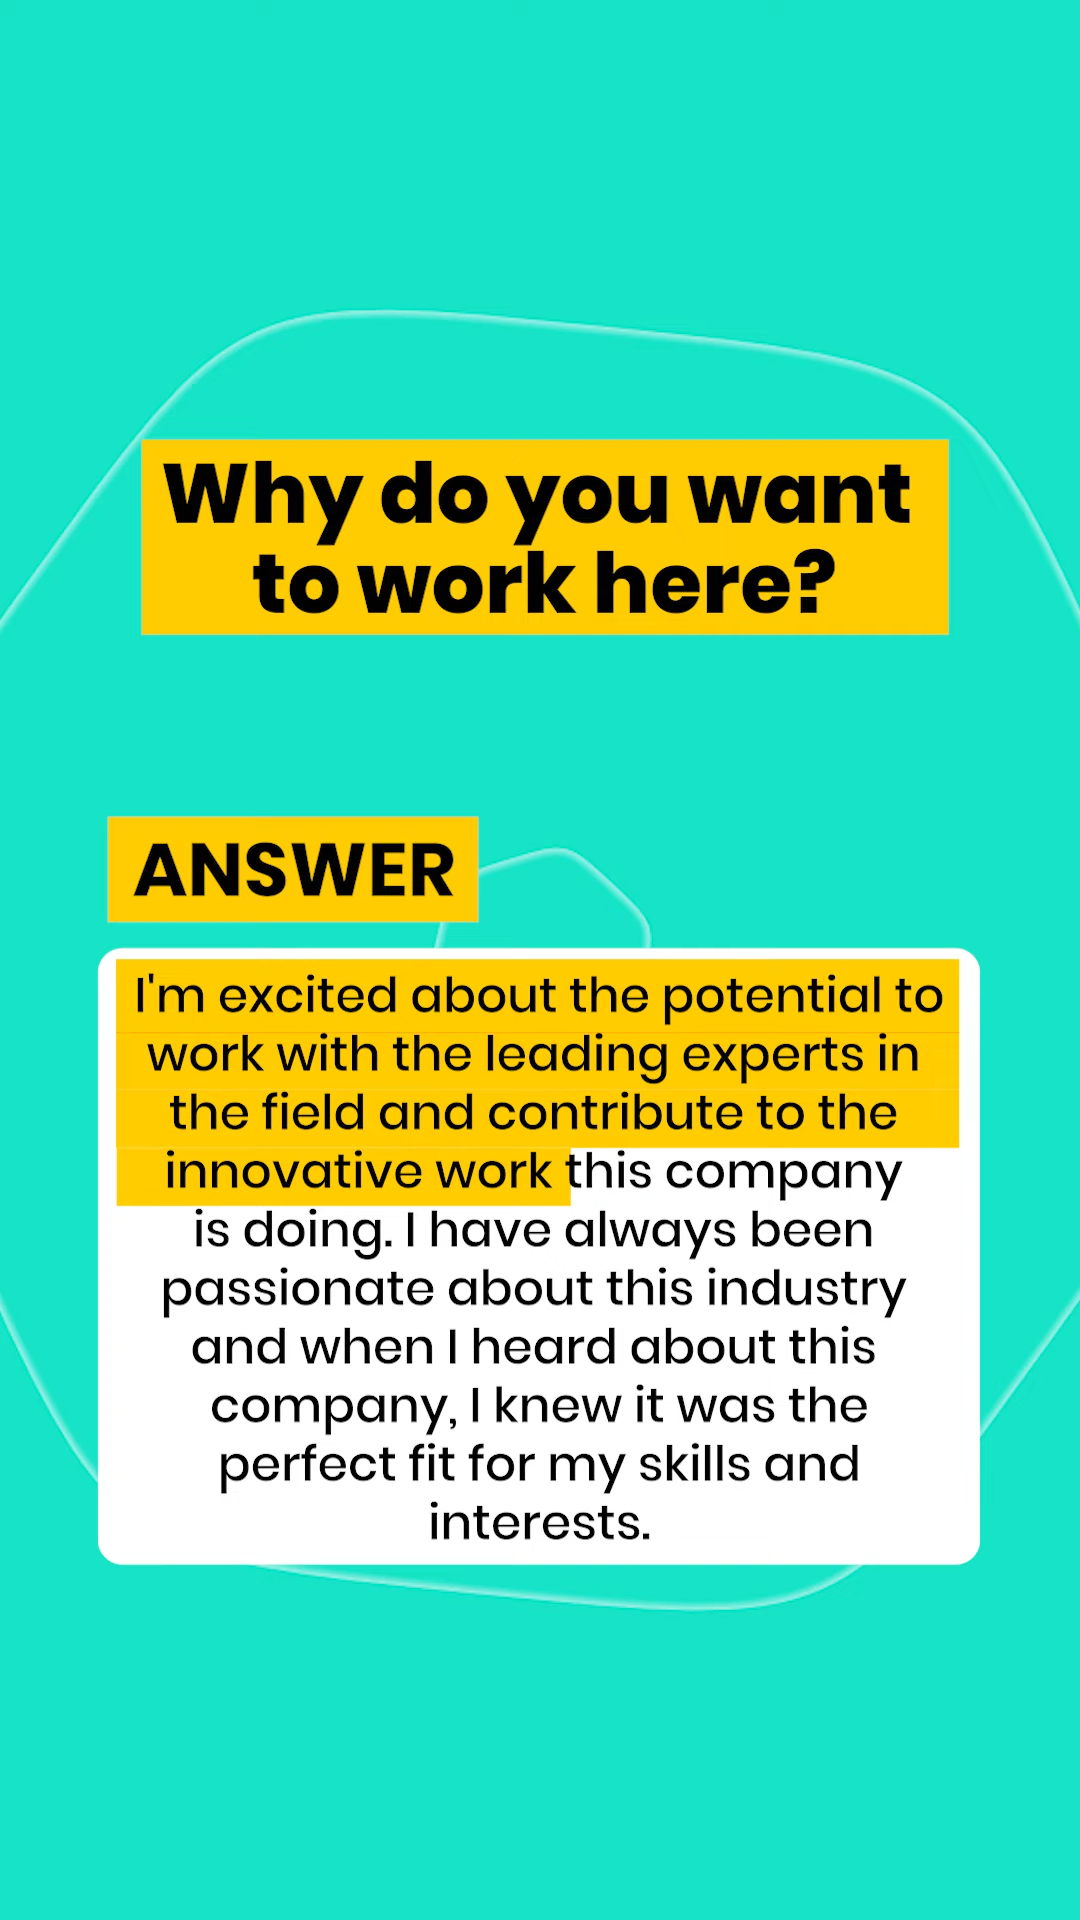 Why do you want
to work here?
ANSWER
I'm excited about the potential to
work with the leading experts in
the field and contribute to the
innovative work this company
is doing. I have always been
passionate about this industry
and when I heard about this
company, I knew it was the
perfect fit for my skills and
interests.